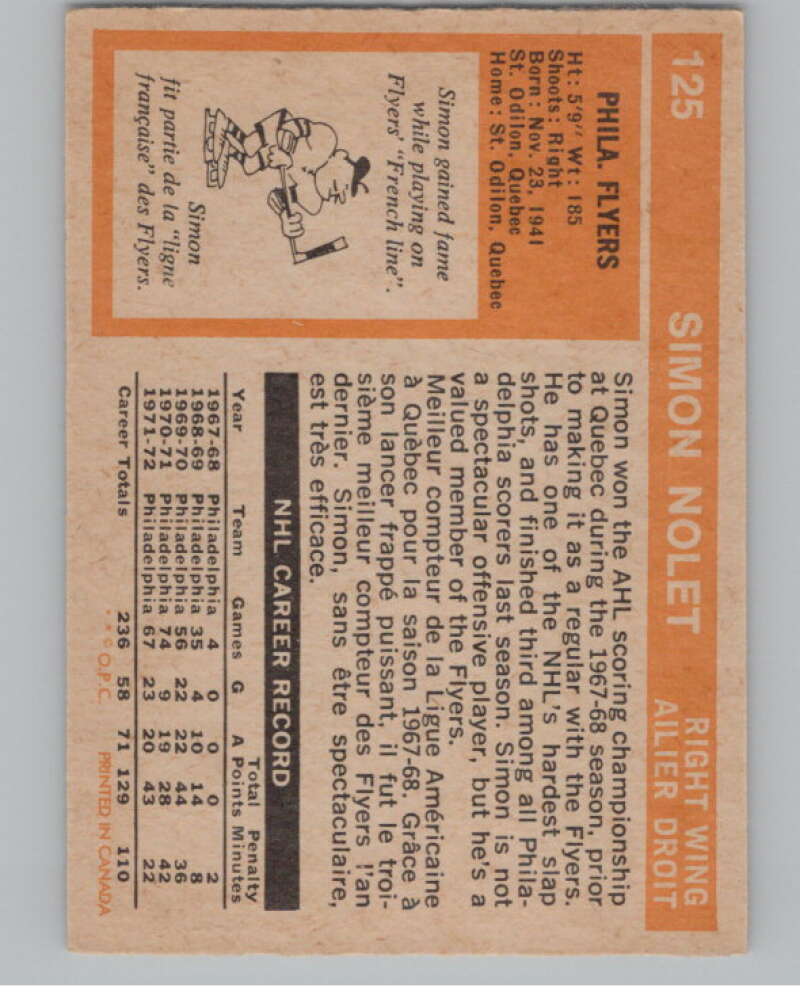 125
SIMON NOLET
RIGHT WING
AILIER DROIT
PHILA. FLYERS
Ht: 5'9" Wt: 185
Shoots: Right
Born: Nov. 23, 1941
St. Odilon, Quebec
Home: St. Odilon, Quebec
Simon gained fame
while playing on
Flyers' "French line".
Simon
fit partie de la "ligne
française" des Flyers.
Simon won the AHL scoring championship
at Quebec during the 1967-68 season, prior
to making it as a regular with the Flyers.
He has one of the NHL's hardest slap
shots, and finished third among all Phila-
delphia scorers last season. Simon is not
a spectacular offensive player, but he's a
valued member of the Flyers.
Meilleur compteur de la Ligue Américaine
à Québec pour la saison 1967-68. Grâce à
son lancer frappé puissant, il fut le troi-
sième meilleur compteur des Flyers l'an
dernier. Simon, sans être spectaculaire,
est très efficace.
NHL CAREER RECORD
Total Penalty
Year Team Games G A Points Minutes
1967-68 Philadelphia 4 0 0 0 2
1968-69 Philadelphia 35 4 10 14 8
1969-70 Philadelphia 56 22 22 44 36
1970-71 Philadelphia 74 9 19 28 42
1971-72 Philadelphia 67 23 20 43 22
Career Totals 236 58 71 129 110
* * © O.P.C. PRINTED IN CANADA